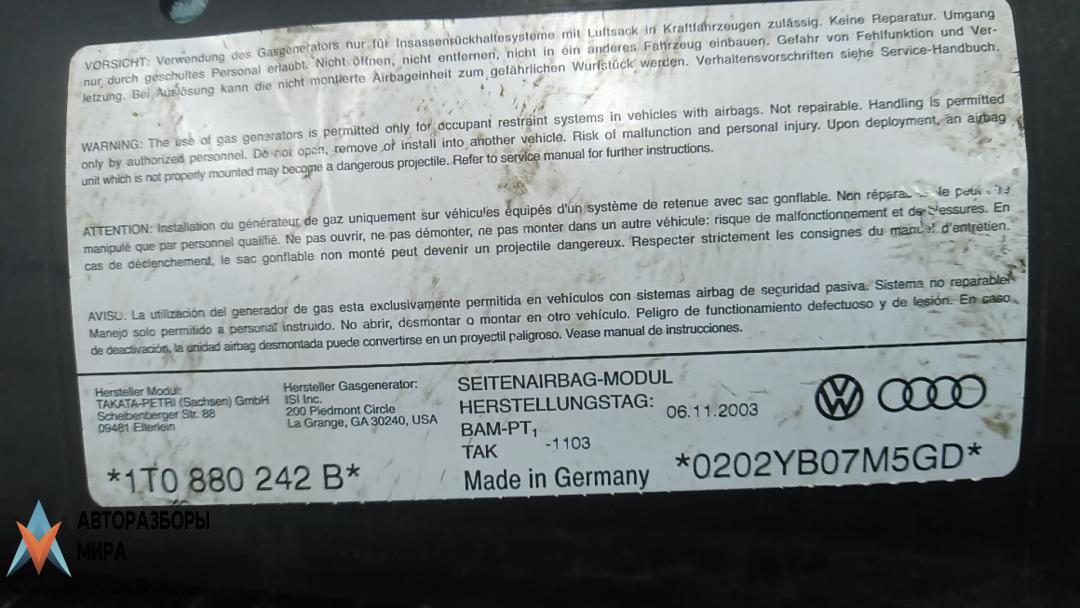 VORSICHT: Verwendung des Gasgenerators nur für Insassenrückhaltesysteme mit Luftsack in Kraftfahrzeugen zulässig. Keine Reparatur. Umgang
nur durch geschultes Personal erlaubt. Nicht öffnen, nicht entfernen, nicht in ein anderes Fahrzeug einbauen. Gefahr von Fehlfunktion und Ver-
letzung. Bei Auslösung kann die nicht montierte Airbageinheit zum gefährlichen Wurfstück werden. Verhaltensvorschriften siehe Service-Handbuch.
WARNING: The use of gas generators is permitted only for occupant restraint systems in vehicles with airbags. Not repairable. Handling is permitted
only by authorized personnel. Do not open, remove or install into another vehicle. Risk of malfunction and personal injury. Upon deployment, an airbag
unit which is not properly mounted may become a dangerous projectile. Refer to service manual for further instructions.
ATTENTION: Installation du générateur de gaz uniquement sur véhicules équipés d'un système de retenue avec sac gonflable. Non le
manipulé que par personnel qualifié. Ne pas ouvrir, ne pas démonter, ne pas monter dans un autre véhicule: risque de malfonctionnement et de blessures. En
cas de déclenchement, le sac gonflable non monté peut devenir un projectile dangereux. Respecter strictement les consignes du manuel d'entretien.
AVISO: La utilización del generador de gas esta exclusivamente permitida en vehículos con sistemas airbag de seguridad pasiva. Sistema no reparable!
Manejo solo permitido a personal instruido. No abrir, desmontar o montar en otro vehículo. Peligro de funcionamiento defectuoso y de lesión. En caso
de deactivación, la unidad airbag desmontada puede convertirse en un proyectil peligroso. Vease manual de instrucciones.
Hersteller Modul:
TAKATA-PETRI (Sachsen) GmbH
Scheibenberger Str. 88
09481 Elterlein
Hersteller Gasgenerator:
ISI Inc.
200 Piedmont Circle
La Grange, GA 30240, USA
SEITENAIRBAG-MODUL
HERSTELLUNGSTAG: 06.11.2003
BAM-PT1
TAK -1103
Made in Germany
*1T0 880 242 B*
*0202YB07M5GD*
АВТОРАЗБОРЫ
МИРА